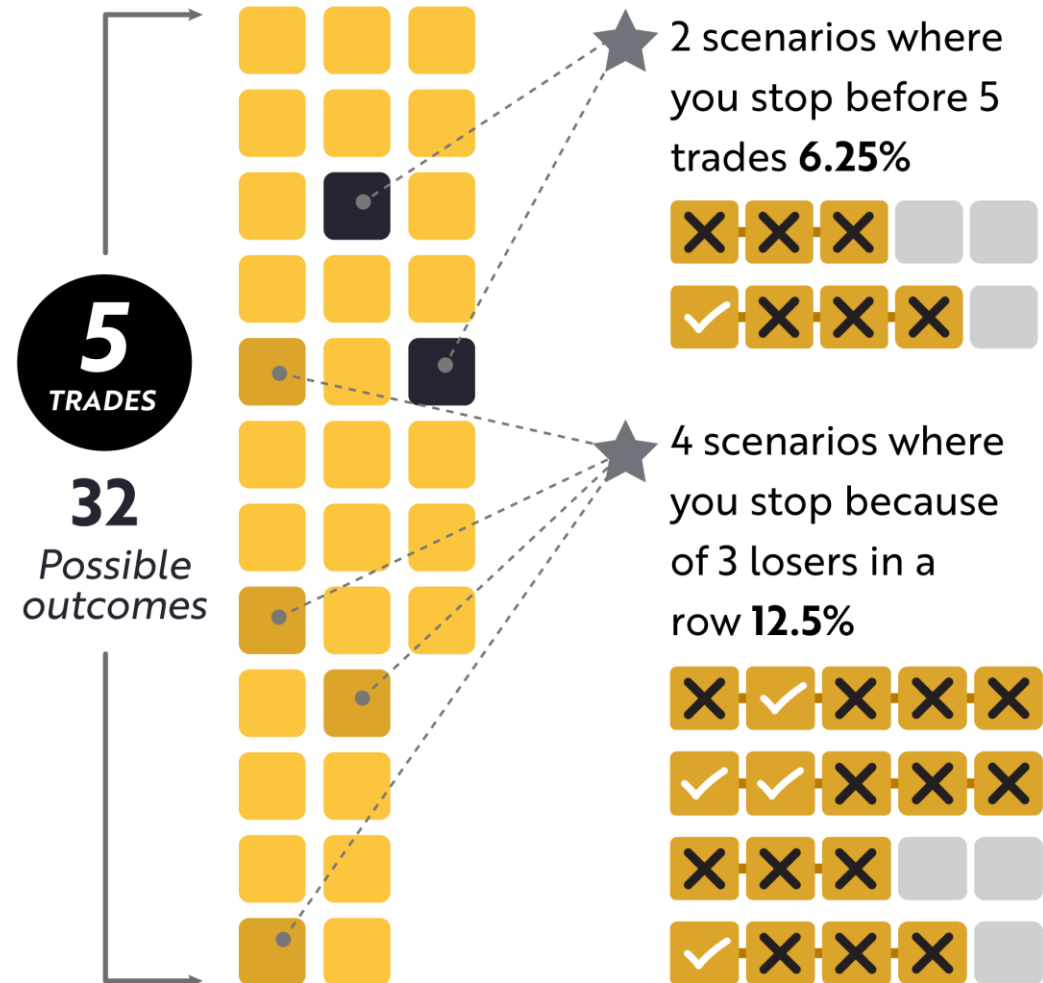 5
TRADES
32
Possible
outcomes
2 scenarios where
you stop before 5
trades 6.25%
4 scenarios where
you stop because
of 3 losers in a
row 12.5%